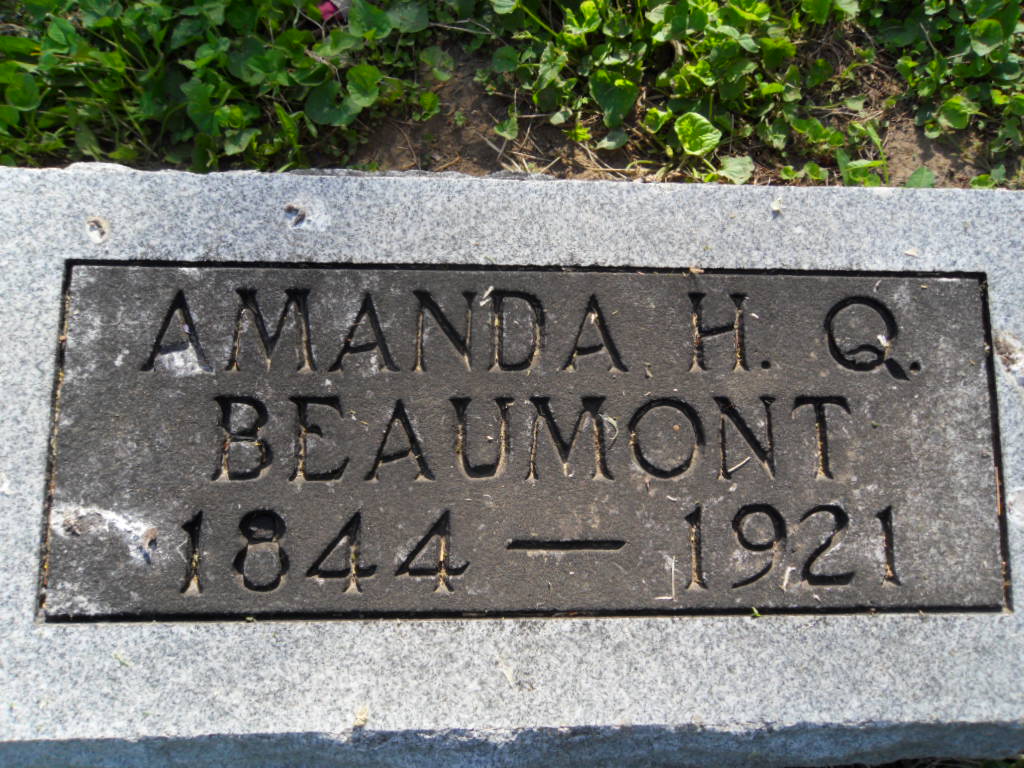 AMANDA H. Q.
BEAUMONT
1844 — 1921